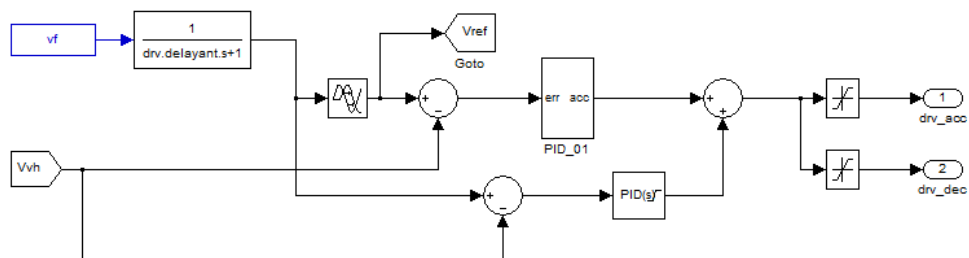 vf
1
drv.delayant.s+1
Vref
Goto
+
−
err acc
PID_01
+
+
1
drv_acc
Vvh
+
−
PID(s)
2
drv_dec